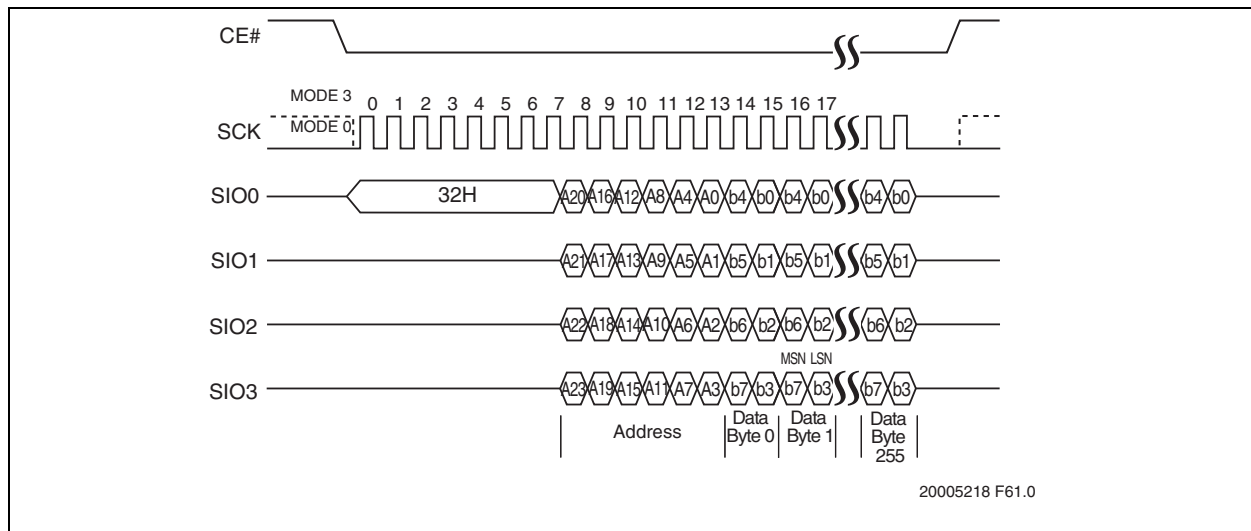 CE#
MODE 3
0 1 2 3 4 5 6 7 8 9 10 11 12 13 14 15 16 17
SCK
MODE 0
SIO0
32H
A20 A16 A12 A8 A4 A0 b4 b0 b4 b0 b4 b0
SIO1
A21 A17 A13 A9 A5 A1 b5 b1 b5 b1 b5 b1
SIO2
A22 A18 A14 A10 A6 A2 b6 b2 b6 b2 b6 b2
MSN LSN
SIO3
A23 A19 A15 A11 A7 A3 b7 b3 b7 b3 b7 b3
Address
Data
Byte 0
Data
Byte 1
Data
Byte
255
20005218 F61.0